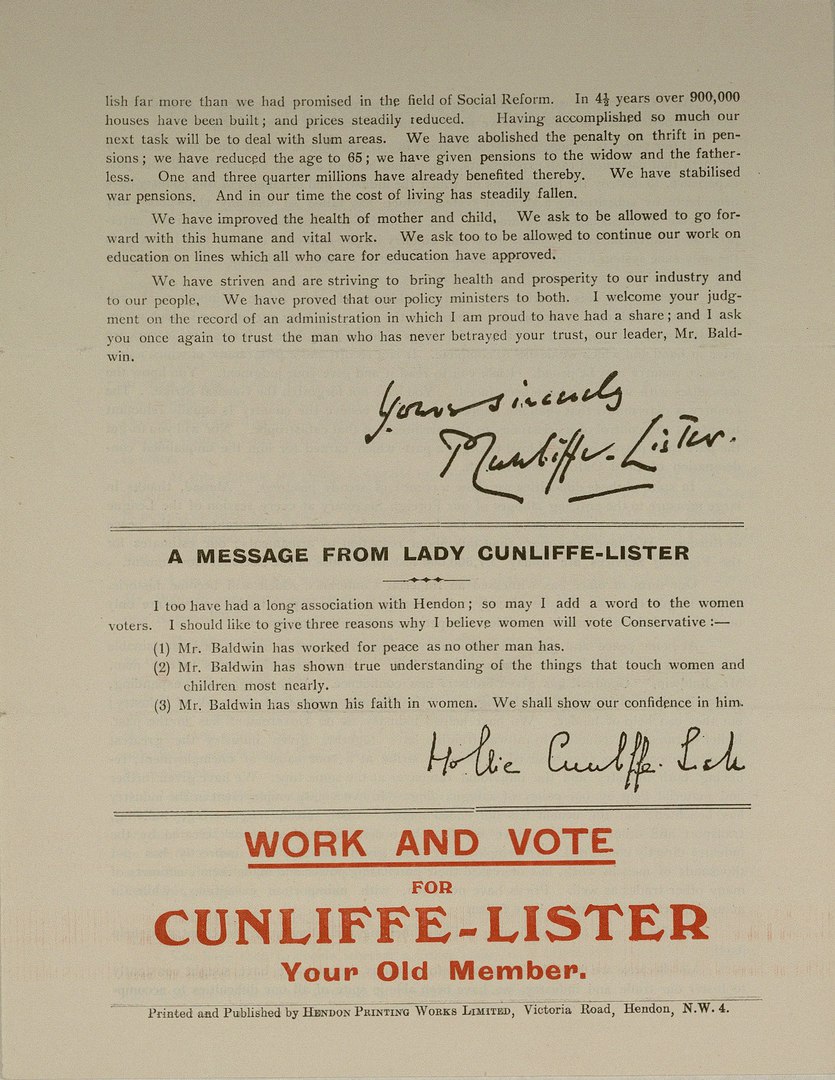 lish far more than we had promised in the field of Social Reform. In 4½ years over 900,000
houses have been built; and prices steadily reduced. Having accomplished so much our
next task will be to deal with slum areas. We have abolished the penalty on thrift in pen-
sions; we have reduced the age to 65; we have given pensions to the widow and the father-
less. One and three quarter millions have already benefited thereby. We have stabilised
war pensions. And in our time the cost of living has steadily fallen.
We have improved the health of mother and child, We ask to be allowed to go for-
ward with this humane and vital work. We ask too to be allowed to continue our work on
education on lines which all who care for education have approved.
We have striven and are striving to bring health and prosperity to our industry and
to our people, We have proved that our policy ministers to both. I welcome your judg-
ment on the record of an administration in which I am proud to have had a share; and I ask
you once again to trust the man who has never betrayed your trust, our leader, Mr. Bald-
win.
Yours sincerely
P Cunliffe-Lister.
A MESSAGE FROM LADY CUNLIFFE-LISTER
I too have had a long association with Hendon; so may I add a word to the women
voters. I should like to give three reasons why I believe women will vote Conservative:—
(1) Mr. Baldwin has worked for peace as no other man has.
(2) Mr. Baldwin has shown true understanding of the things that touch women and
children most nearly.
(3) Mr. Baldwin has shown his faith in women. We shall show our confidence in him.
Mollie Cunliffe-Lister
WORK AND VOTE
FOR
CUNLIFFE-LISTER
Your Old Member.
Printed and Published by HENDON PRINTING WORKS LIMITED, Victoria Road, Hendon, N.W. 4.